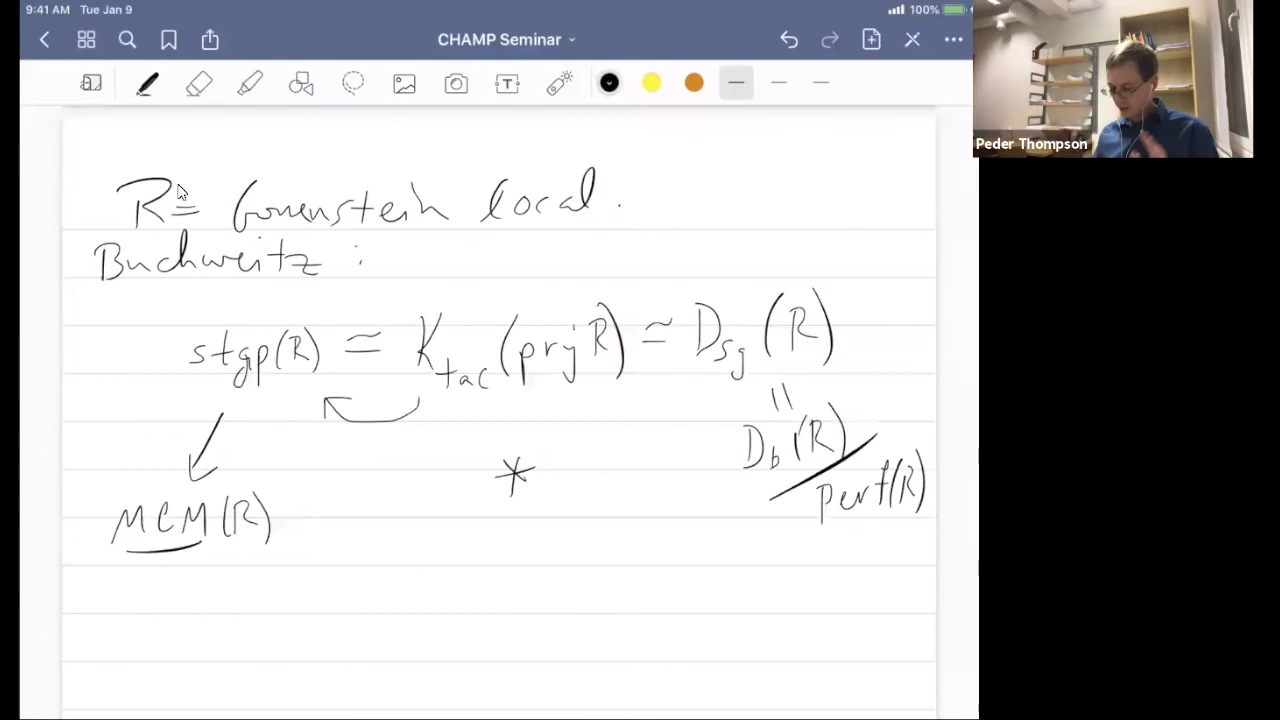 9:41 AM Tue Jan 9
100%
CHAMP Seminar
R = Gorenstein local.
Buchweitz :
stgp(R) ≃ K_tac(prj R) ≃ D_sg(R)
||
D_b(R)/perf(R)
*
MCM(R)
Peder Thompson